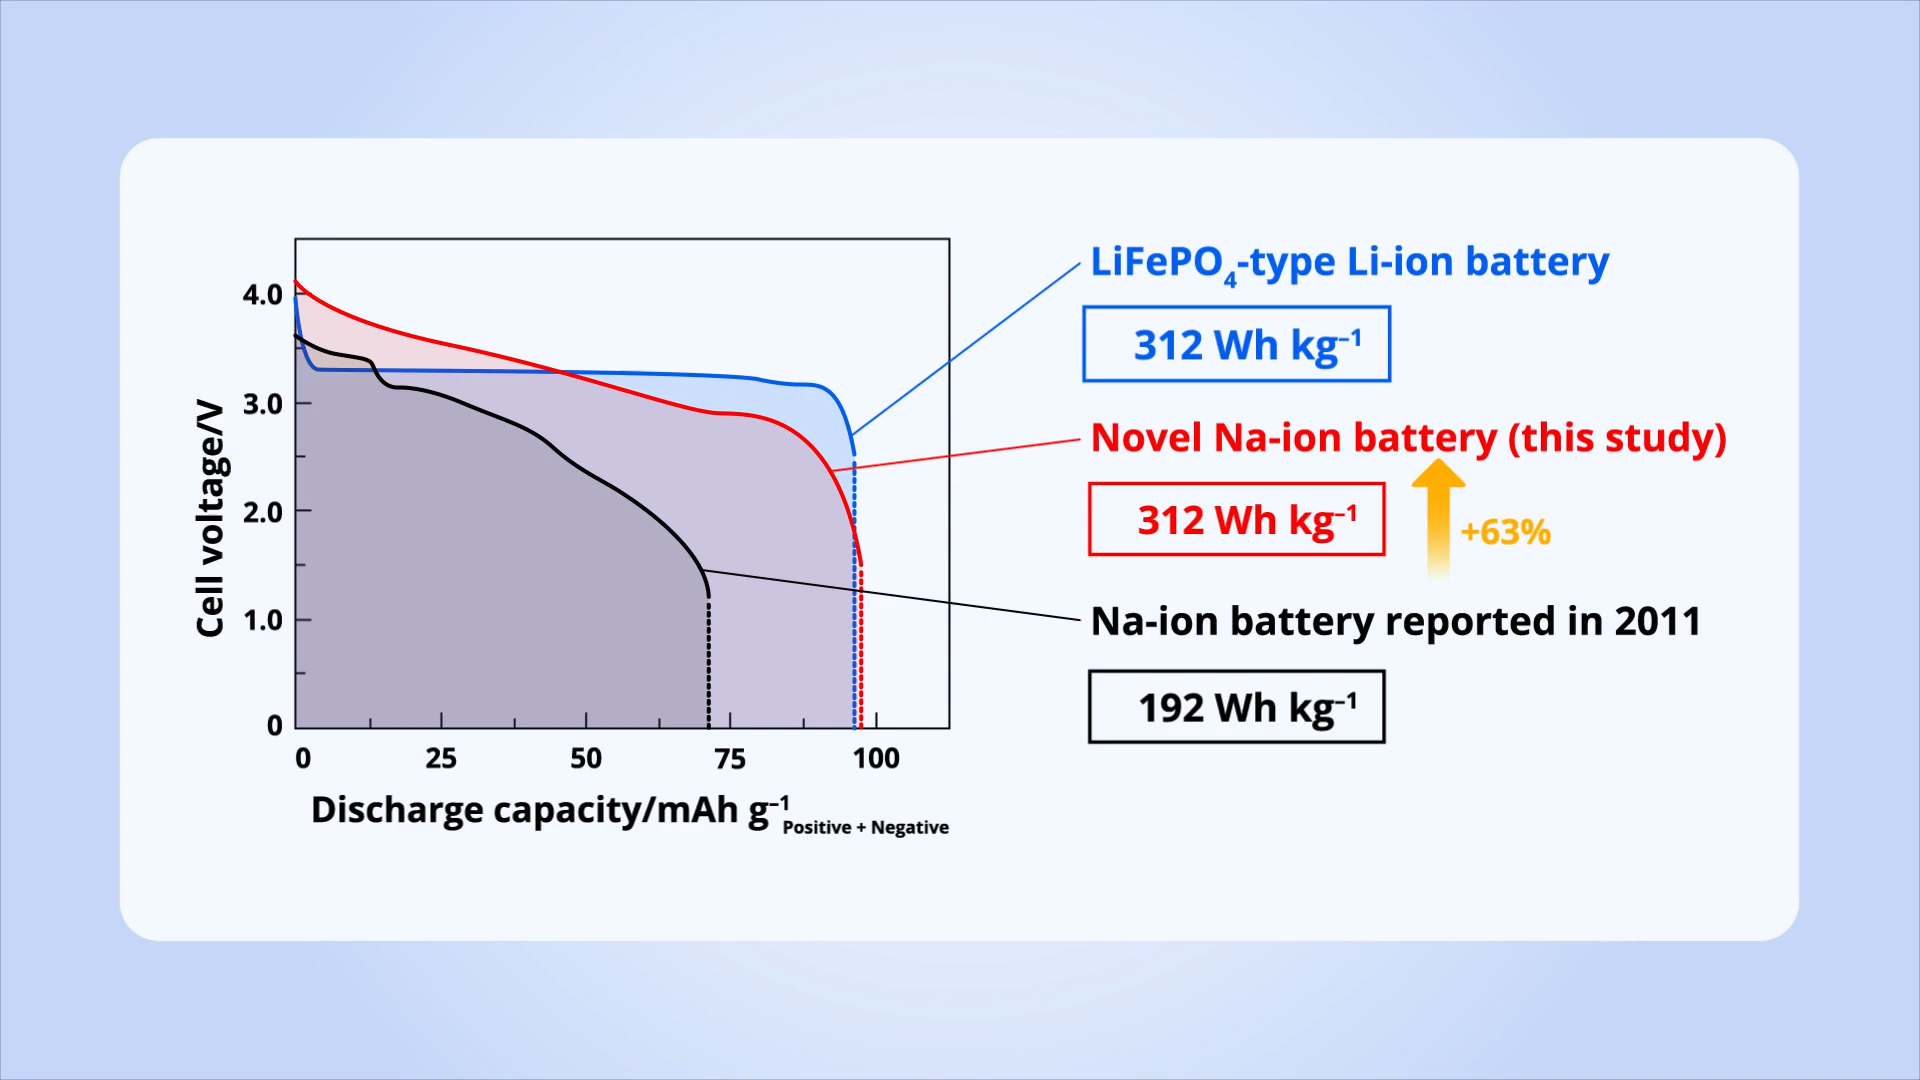 4.0
3.0
2.0
1.0
0
Cell voltage/V
0 25 50 75 100
Discharge capacity/mAh g⁻¹ Positive + Negative
LiFePO₄-type Li-ion battery
312 Wh kg⁻¹
Novel Na-ion battery (this study)
312 Wh kg⁻¹
+63%
Na-ion battery reported in 2011
192 Wh kg⁻¹